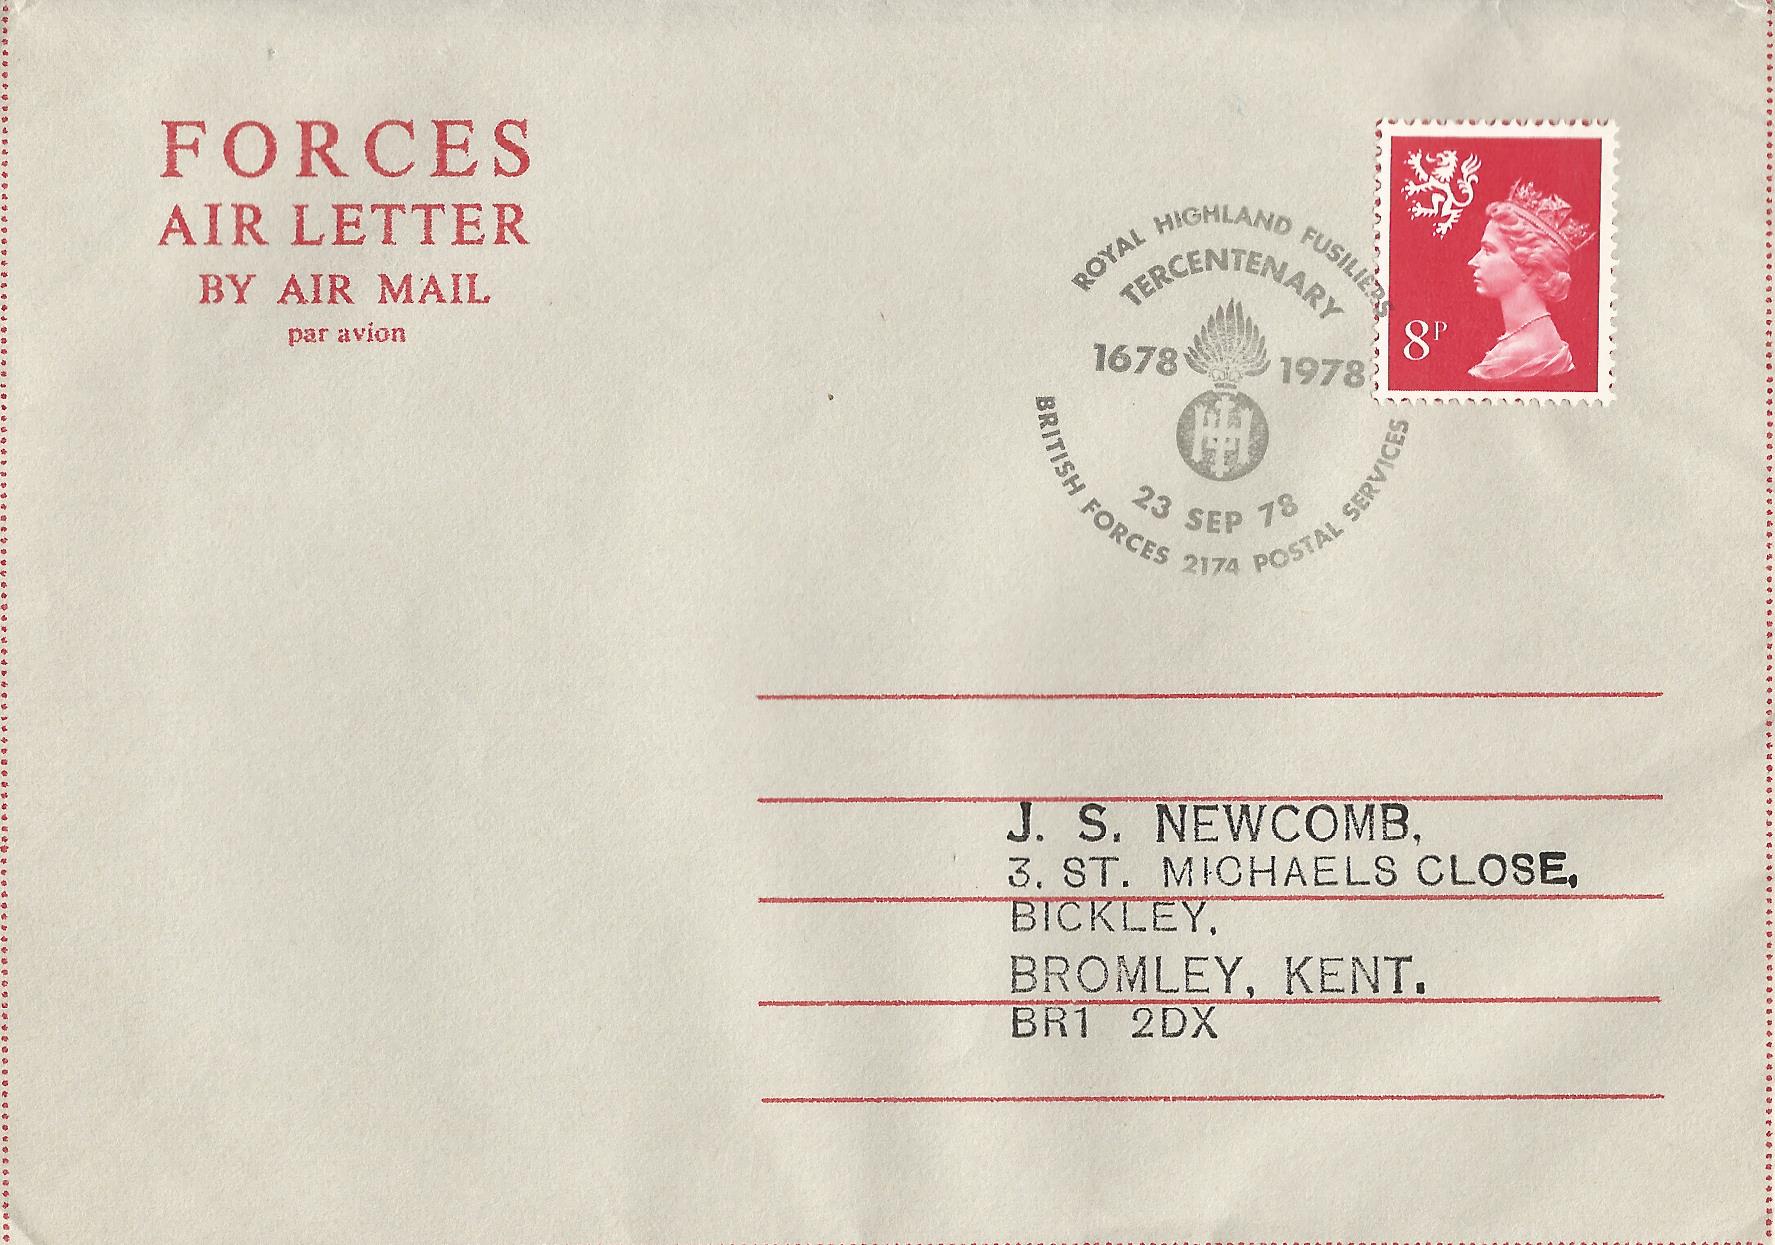 FORCES
AIR LETTER
BY AIR MAIL
par avion
ROYAL HIGHLAND FUSILIERS
TERCENTENARY
1678 1978
23 SEP 78
BRITISH FORCES 2174 POSTAL SERVICES
8P
J. S. NEWCOMB,
3. ST. MICHAELS CLOSE,
BICKLEY,
BROMLEY, KENT.
BR1 2DX